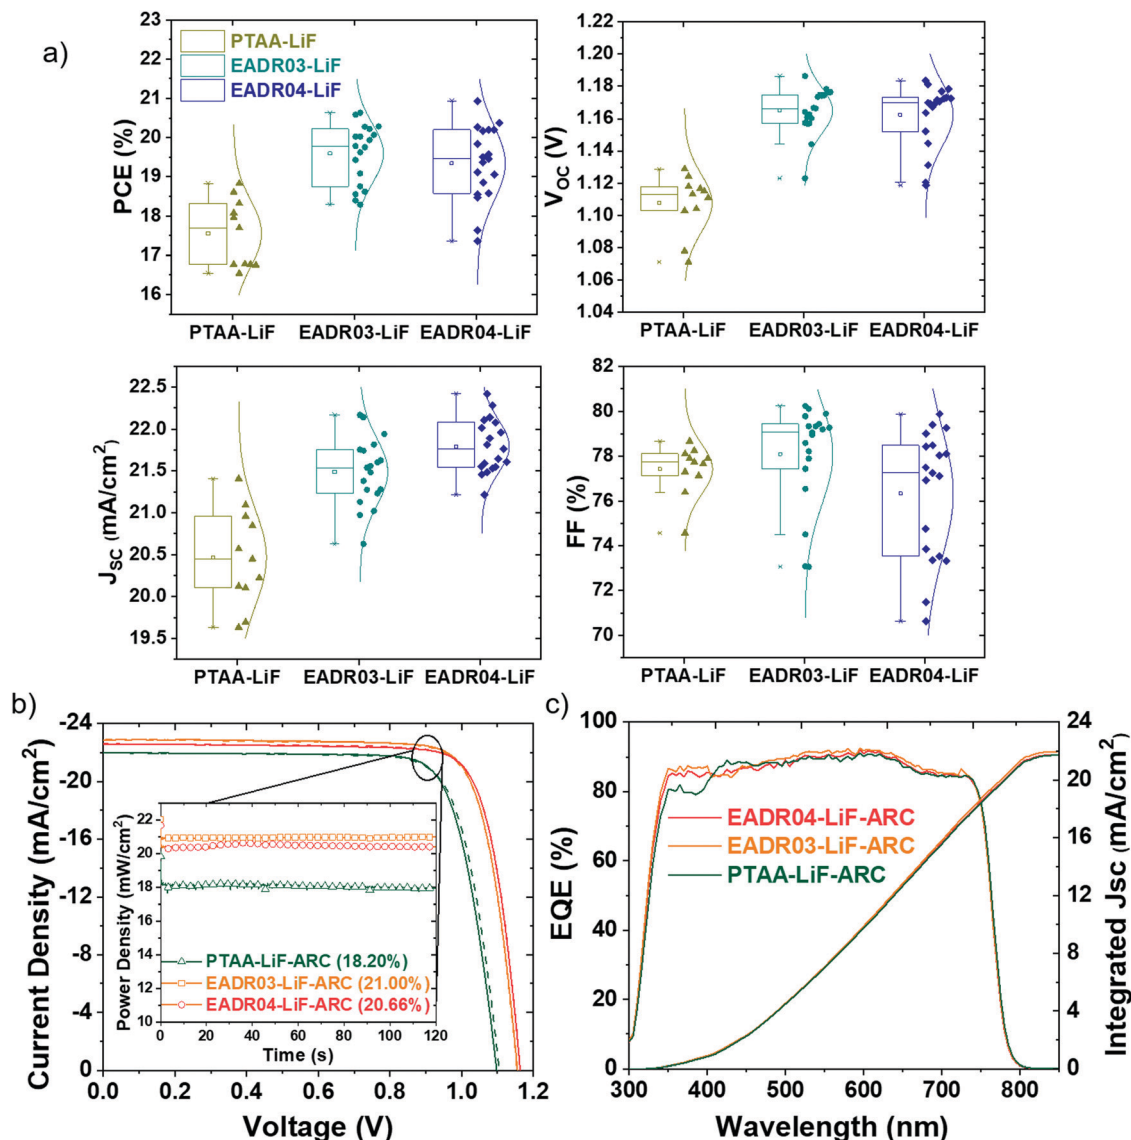 a)
PCE (%)
23
22
21
20
19
18
17
16
PTAA-LiF
EADR03-LiF
EADR04-LiF
PTAA-LiF EADR03-LiF EADR04-LiF
VOC (V)
1.22
1.20
1.18
1.16
1.14
1.12
1.10
1.08
1.06
1.04
PTAA-LiF EADR03-LiF EADR04-LiF
JSC (mA/cm2)
22.5
22.0
21.5
21.0
20.5
20.0
19.5
PTAA-LiF EADR03-LiF EADR04-LiF
FF (%)
82
80
78
76
74
72
70
PTAA-LiF EADR03-LiF EADR04-LiF
b)
Current Density (mA/cm2)
-24
-20
-16
-12
-8
-4
0
0.0 0.2 0.4 0.6 0.8 1.0 1.2
Voltage (V)
Power Density (mW/cm2)
22
20
18
16
14
12
10
PTAA-LiF-ARC (18.20%)
EADR03-LiF-ARC (21.00%)
EADR04-LiF-ARC (20.66%)
0 20 40 60 80 100 120
Time (s)
c)
EQE (%)
100
80
60
40
20
0
EADR04-LiF-ARC
EADR03-LiF-ARC
PTAA-LiF-ARC
24
20
16
12
8
4
0
Integrated Jsc (mA/cm2)
300 400 500 600 700 800
Wavelength (nm)